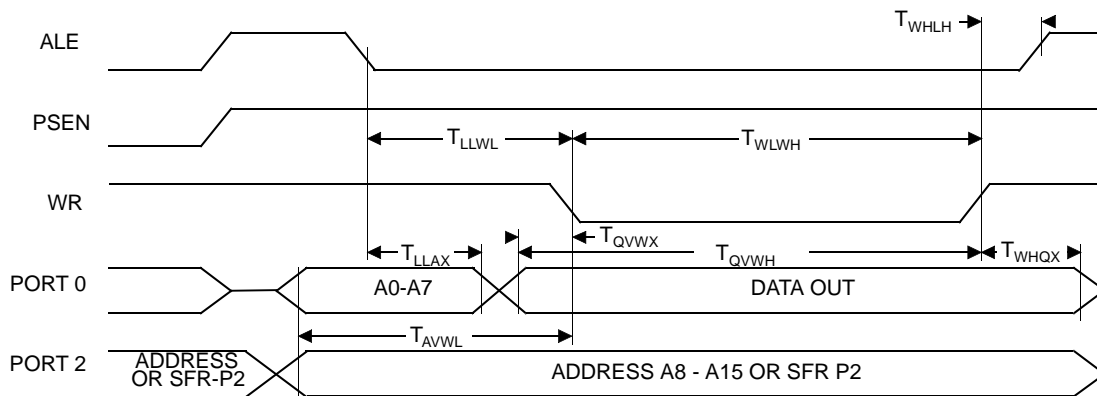 ALE
TWHLH
PSEN
TLLWL
TWLWH
WR
TLLAX
TQVWX
TQVWH
TWHQX
PORT 0
A0-A7
DATA OUT
TAVWL
PORT 2
ADDRESS
OR SFR-P2
ADDRESS A8 - A15 OR SFR P2